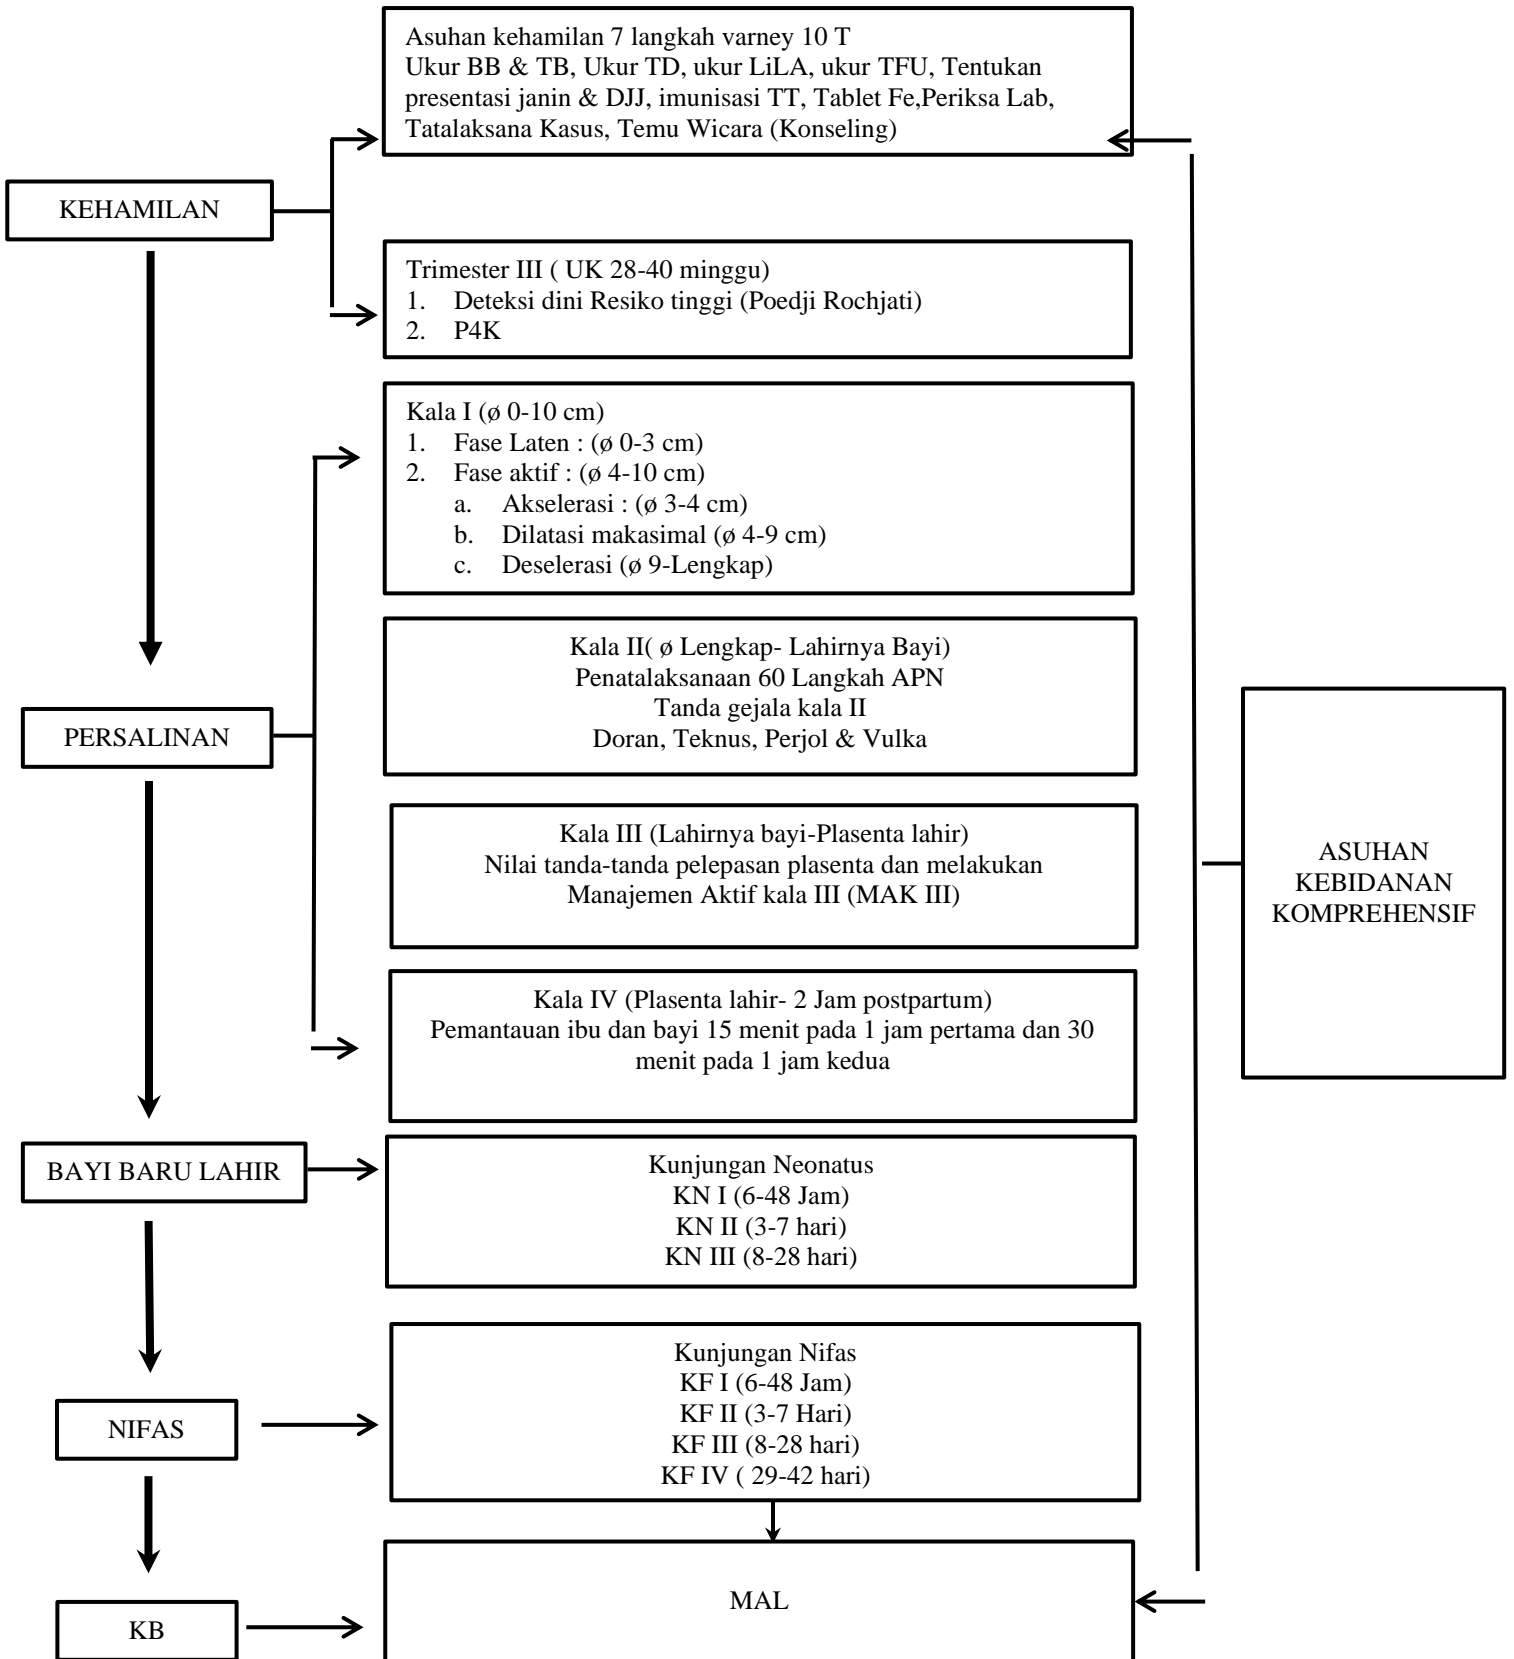 Asuhan kehamilan 7 langkah varney 10 T
Ukur BB & TB, Ukur TD, ukur LiLA, ukur TFU, Tentukan
presentasi janin & DJJ, imunisasi TT, Tablet Fe,Periksa Lab,
Tatalaksana Kasus, Temu Wicara (Konseling)
KEHAMILAN
Trimester III ( UK 28-40 minggu)
1. Deteksi dini Resiko tinggi (Poedji Rochjati)
2. P4K
Kala I (ø 0-10 cm)
1. Fase Laten : (ø 0-3 cm)
2. Fase aktif : (ø 4-10 cm)
a. Akselerasi : (ø 3-4 cm)
b. Dilatasi makasimal (ø 4-9 cm)
c. Deselerasi (ø 9-Lengkap)
Kala II( ø Lengkap- Lahirnya Bayi)
Penatalaksanaan 60 Langkah APN
Tanda gejala kala II
Doran, Teknus, Perjol & Vulka
PERSALINAN
Kala III (Lahirnya bayi-Plasenta lahir)
Nilai tanda-tanda pelepasan plasenta dan melakukan
Manajemen Aktif kala III (MAK III)
ASUHAN
KEBIDANAN
KOMPREHENSIF
Kala IV (Plasenta lahir- 2 Jam postpartum)
Pemantauan ibu dan bayi 15 menit pada 1 jam pertama dan 30
menit pada 1 jam kedua
BAYI BARU LAHIR
Kunjungan Neonatus
KN I (6-48 Jam)
KN II (3-7 hari)
KN III (8-28 hari)
Kunjungan Nifas
KF I (6-48 Jam)
KF II (3-7 Hari)
KF III (8-28 hari)
KF IV ( 29-42 hari)
NIFAS
MAL
KB